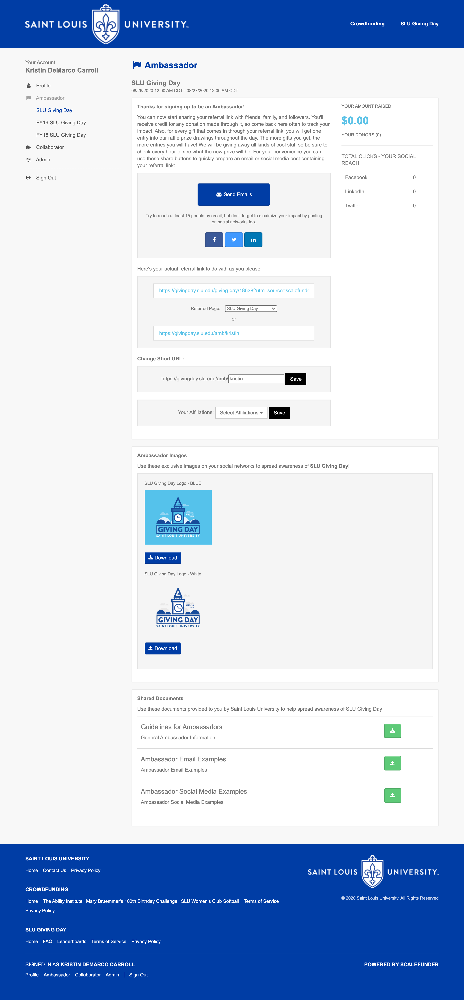 SAINT LOUIS UNIVERSITY™
Crowdfunding SLU Giving Day
Your Account
Kristin DeMarco Carroll
Profile
Ambassador
SLU Giving Day
FY19 SLU Giving Day
FY18 SLU Giving Day
Collaborator
Admin
Sign Out
Ambassador
SLU Giving Day
08/26/2020 12:00 AM CDT - 08/27/2020 12:00 AM CDT
Thanks for signing up to be an Ambassador!
You can now start sharing your referral link with friends, family, and followers. You'll
receive credit for any donation made through it, so come back here often to track your
impact. Also, for every gift that comes in through your referral link, you will get one
entry into our raffle prize drawings throughout the day. The more gifts you get, the
more entries you will have! We will be giving away all kinds of cool stuff so be sure to
check every hour to see what the new prize will be! For your convenience you can
use these share buttons to quickly prepare an email or social media post containing
your referral link:
Send Emails
Try to reach at least 15 people by email, but don't forget to maximize your impact by posting
on social networks too.
Here's your actual referral link to do with as you please:
https://givingday.slu.edu/giving-day/18538?utm_source=scalefunde
Referred Page: SLU Giving Day
or
https://givingday.slu.edu/amb/kristin
Change Short URL:
https://givingday.slu.edu/amb/ kristin Save
Your Affiliations: Select Affiliations Save
YOUR AMOUNT RAISED
$0.00
YOUR DONORS (0)
TOTAL CLICKS - YOUR SOCIAL
REACH
Facebook 0
LinkedIn 0
Twitter 0
Ambassador Images
Use these exclusive images on your social networks to spread awareness of SLU Giving Day!
SLU Giving Day Logo - BLUE
AUG. 26
2020
GIVING DAY
SAINT LOUIS UNIVERSITY
Download
SLU Giving Day Logo - White
AUG. 26
2020
GIVING DAY
SAINT LOUIS UNIVERSITY
Download
Shared Documents
Use these documents provided to you by Saint Louis University to help spread awareness of SLU Giving Day
Guidelines for Ambassadors
General Ambassador Information
Ambassador Email Examples
Ambassador Email Examples
Ambassador Social Media Examples
Ambassador Social Media Examples
SAINT LOUIS UNIVERSITY
Home Contact Us Privacy Policy
CROWDFUNDING
Home The Ability Institute Mary Bruemmer's 100th Birthday Challenge SLU Women's Club Softball Terms of Service
Privacy Policy
SLU GIVING DAY
Home FAQ Leaderboards Terms of Service Privacy Policy
SAINT LOUIS UNIVERSITY™
© 2020 Saint Louis University, All Rights Reserved
SIGNED IN AS KRISTIN DEMARCO CARROLL
Profile Ambassador Collaborator Admin | Sign Out
POWERED BY SCALEFUNDER